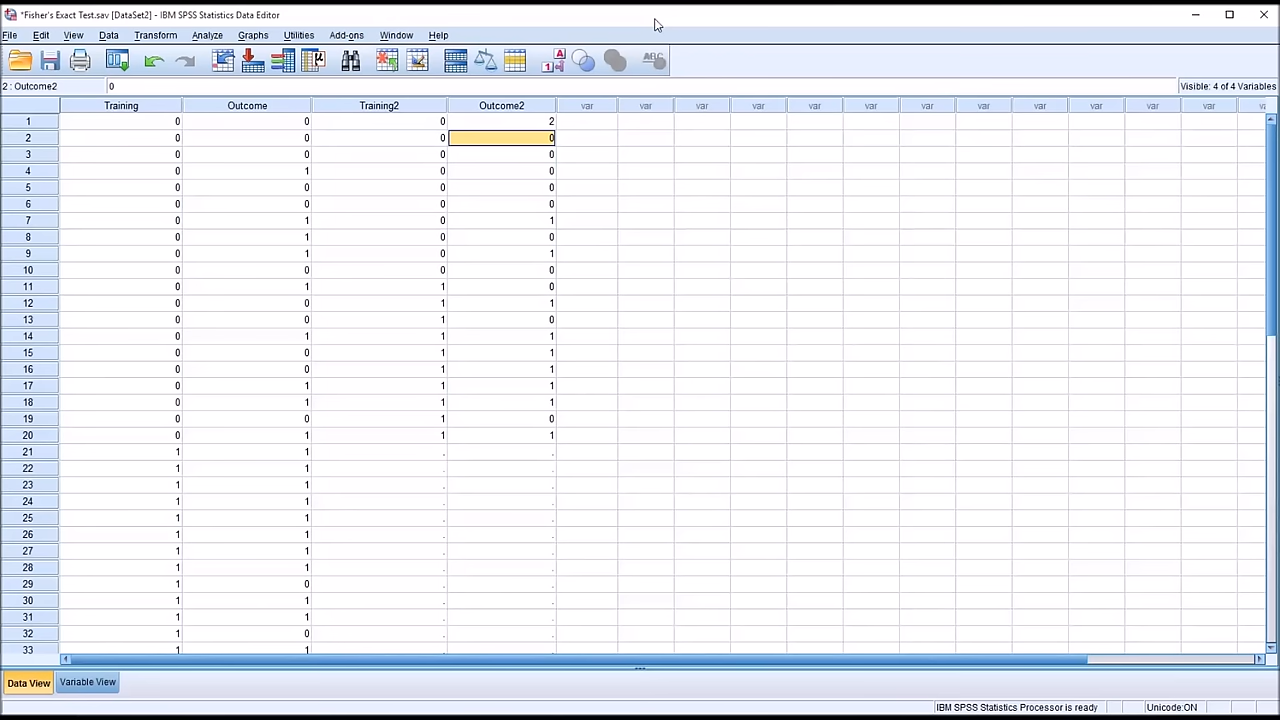 *Fisher's Exact Test.sav [DataSet2] - IBM SPSS Statistics Data Editor
File Edit View Data Transform Analyze Graphs Utilities Add-ons Window Help
2 : Outcome2 0 Visible: 4 of 4 Variables
Training Outcome Training2 Outcome2 var var var var var var var var var var var var
1 0 0 0 2
2 0 0 0 0
3 0 0 0 0
4 0 1 0 0
5 0 0 0 0
6 0 0 0 0
7 0 1 0 1
8 0 1 0 0
9 0 1 0 1
10 0 0 0 0
11 0 1 1 0
12 0 0 1 1
13 0 0 1 0
14 0 1 1 1
15 0 0 1 1
16 0 0 1 1
17 0 1 1 1
18 0 1 1 1
19 0 0 1 0
20 0 1 1 1
21 1 1 . .
22 1 1 . .
23 1 1 . .
24 1 1 . .
25 1 1 . .
26 1 1 . .
27 1 1 . .
28 1 1 . .
29 1 0 . .
30 1 1 . .
31 1 1 . .
32 1 0 . .
33 1 1 . .
Data View Variable View
IBM SPSS Statistics Processor is ready Unicode:ON